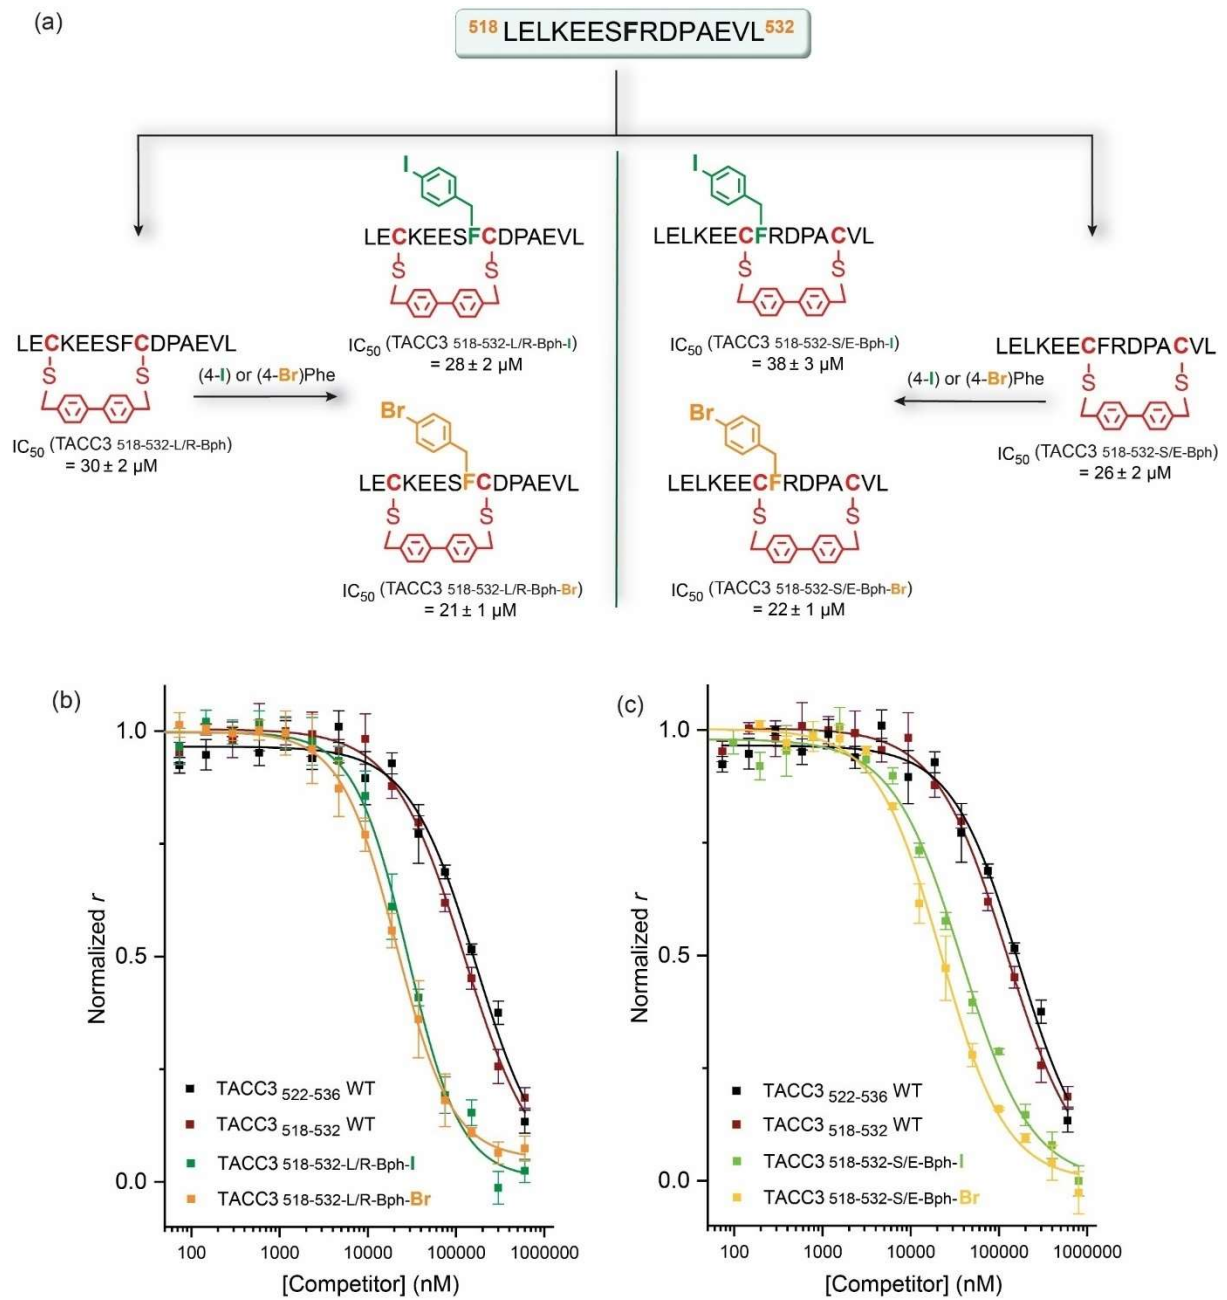 (a)
518 LELKEESFRDPAEVL532
I
LECKEESFCDPAEVL
S S
IC50 (TACC3 518-532-L/R-Bph-I)
= 28 ± 2 µM
I
LELKEECFRDPACVL
S S
IC50 (TACC3 518-532-S/E-Bph-I)
= 38 ± 3 µM
LECKEESFCDPAEVL
S S
IC50 (TACC3 518-532-L/R-Bph)
= 30 ± 2 µM
(4-I) or (4-Br)Phe
Br
LECKEESFCDPAEVL
S S
IC50 (TACC3 518-532-L/R-Bph-Br)
= 21 ± 1 µM
Br
LELKEECFRDPACVL
S S
IC50 (TACC3 518-532-S/E-Bph-Br)
= 22 ± 1 µM
(4-I) or (4-Br)Phe
LELKEECFRDPACVL
S S
IC50 (TACC3 518-532-S/E-Bph)
= 26 ± 2 µM
(b)
Normalized r
1.0
0.5
0.0
TACC3 522-536 WT
TACC3 518-532 WT
TACC3 518-532-L/R-Bph-I
TACC3 518-532-L/R-Bph-Br
100 1000 10000 100000 1000000
[Competitor] (nM)
(c)
Normalized r
1.0
0.5
0.0
TACC3 522-536 WT
TACC3 518-532 WT
TACC3 518-532-S/E-Bph-I
TACC3 518-532-S/E-Bph-Br
100 1000 10000 100000 1000000
[Competitor] (nM)